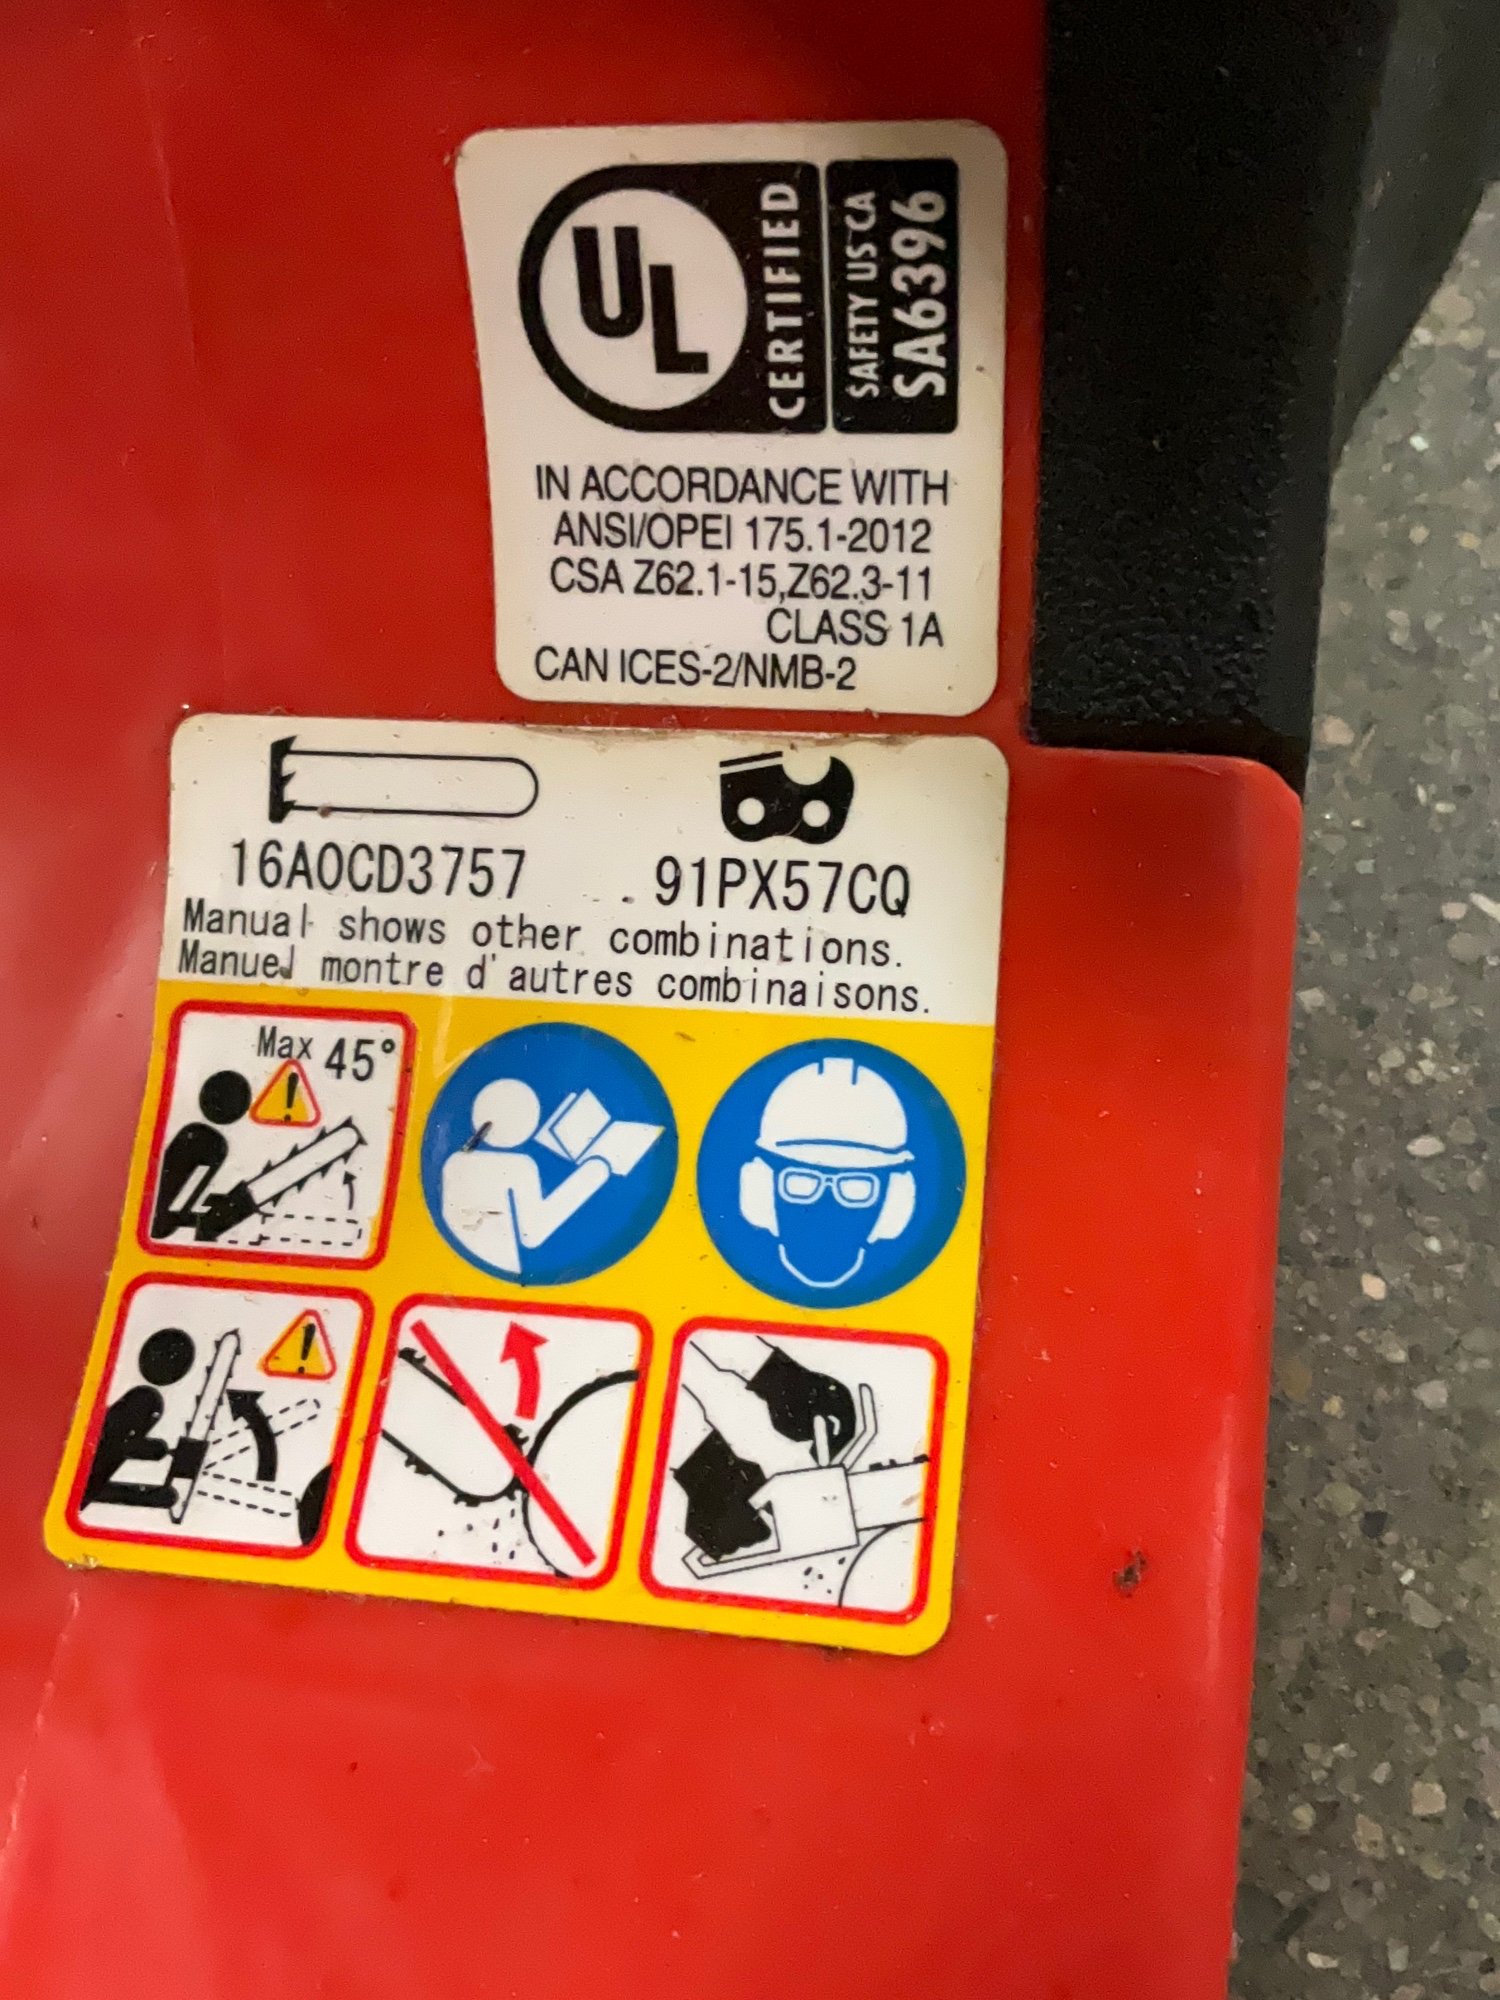 UL
CERTIFIED
SAFETY US CA
SA6396
IN ACCORDANCE WITH
ANSI/OPEI 175.1-2012
CSA Z62.1-15,Z62.3-11
CLASS 1A
CAN ICES-2/NMB-2
16A0CD3757 91PX57CQ
Manual shows other combinations.
Manuel montre d'autres combinaisons.
Max 45°